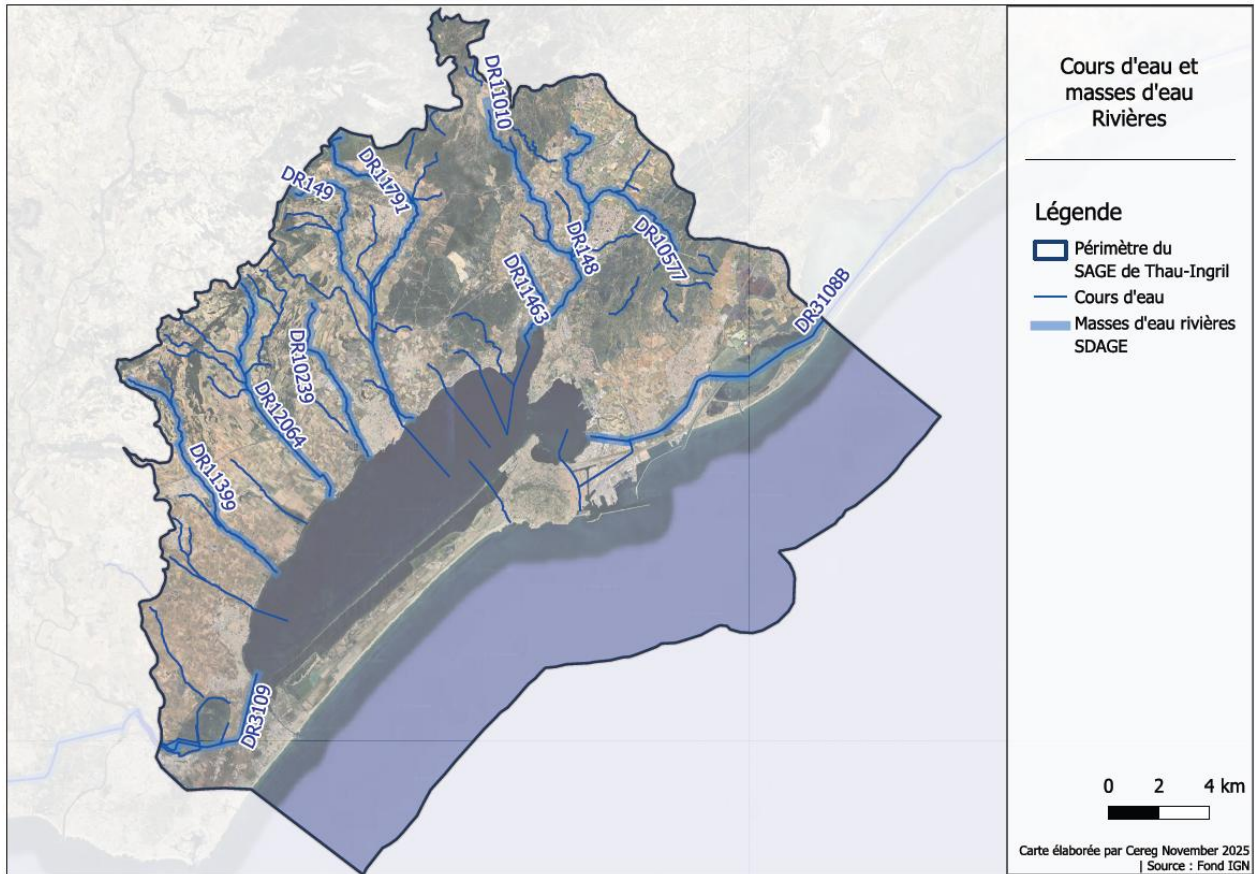 Cours d'eau et
masses d'eau
Rivières
Légende
Périmètre du
SAGE de Thau-Ingril
Cours d'eau
Masses d'eau rivières
SDAGE
0 2 4 km
Carte élaborée par Cereg November 2025
| Source : Fond IGN
DR11010
DR149
DR11791
DR148
DR10577
DR11463
DR3108B
DR10239
DR12064
DR11399
DR3109